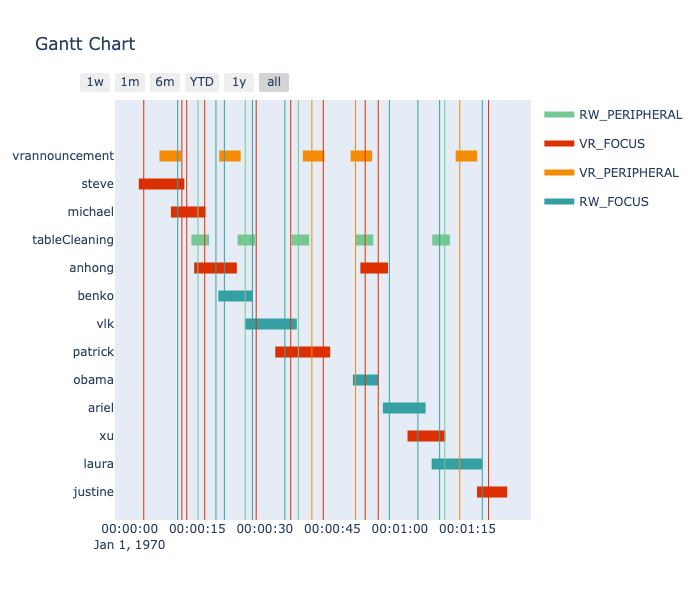 Gantt Chart
1w 1m 6m YTD 1y all
RW_PERIPHERAL
VR_FOCUS
VR_PERIPHERAL
RW_FOCUS
vrannouncement
steve
michael
tableCleaning
anhong
benko
vlk
patrick
obama
ariel
xu
laura
justine
00:00:00 00:00:15 00:00:30 00:00:45 00:01:00 00:01:15
Jan 1, 1970